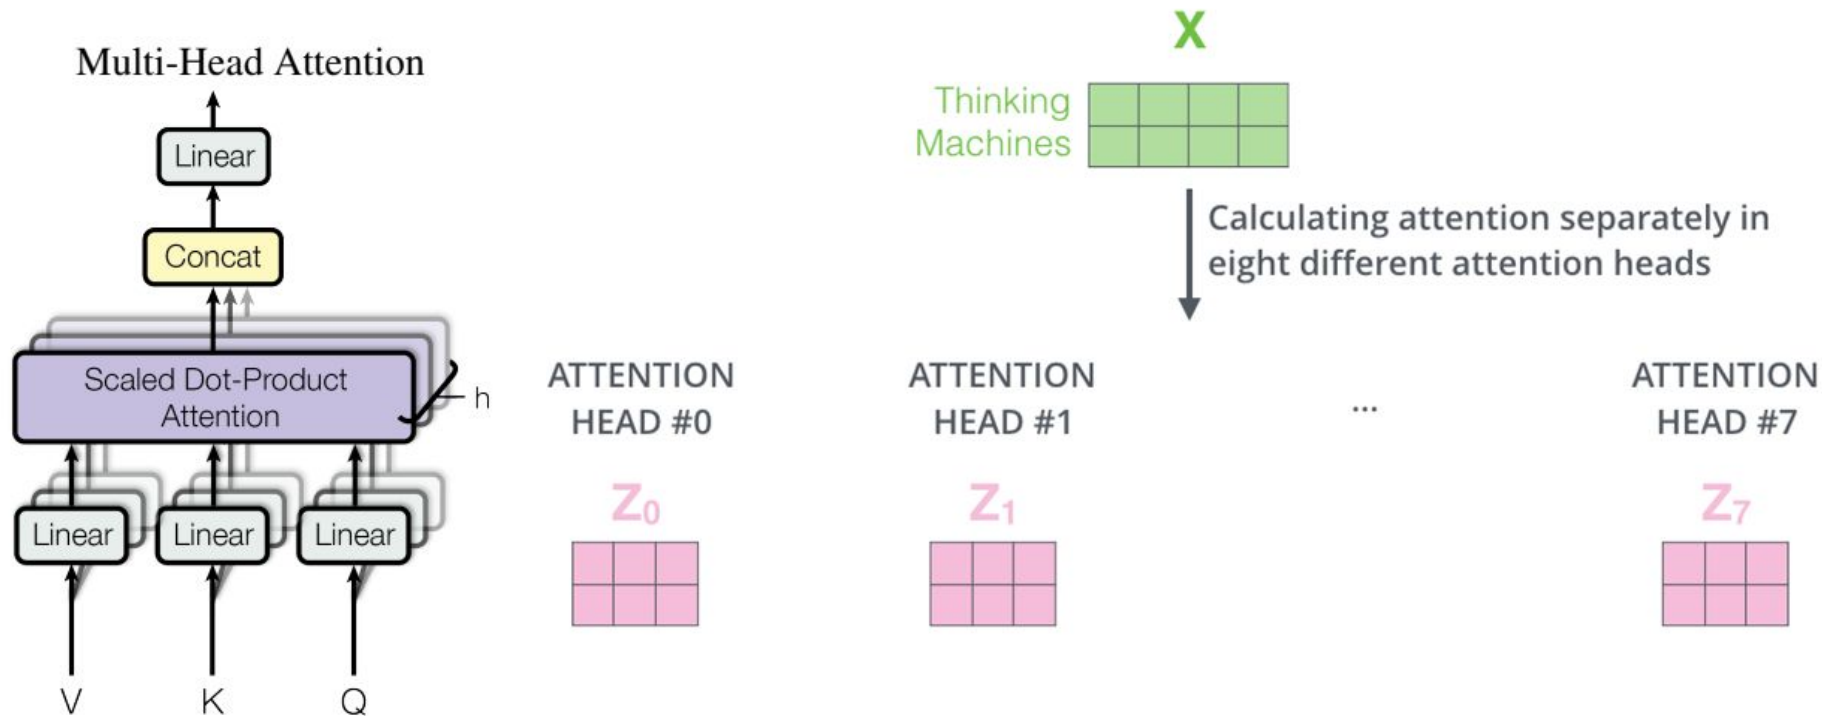 Multi-Head Attention
Linear
Concat
Scaled Dot-Product
Attention
h
Linear
Linear
Linear
V
K
Q
X
Thinking
Machines
Calculating attention separately in
eight different attention heads
ATTENTION
HEAD #0
ATTENTION
HEAD #1
...
ATTENTION
HEAD #7
Z0
Z1
Z7